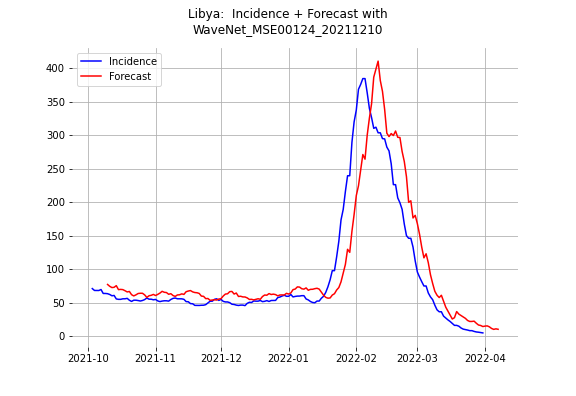 Libya:  Incidence + Forecast with
WaveNet_MSE00124_20211210
Incidence
Forecast
400
350
300
250
200
150
100
50
0
2021-10 2021-11 2021-12 2022-01 2022-02 2022-03 2022-04